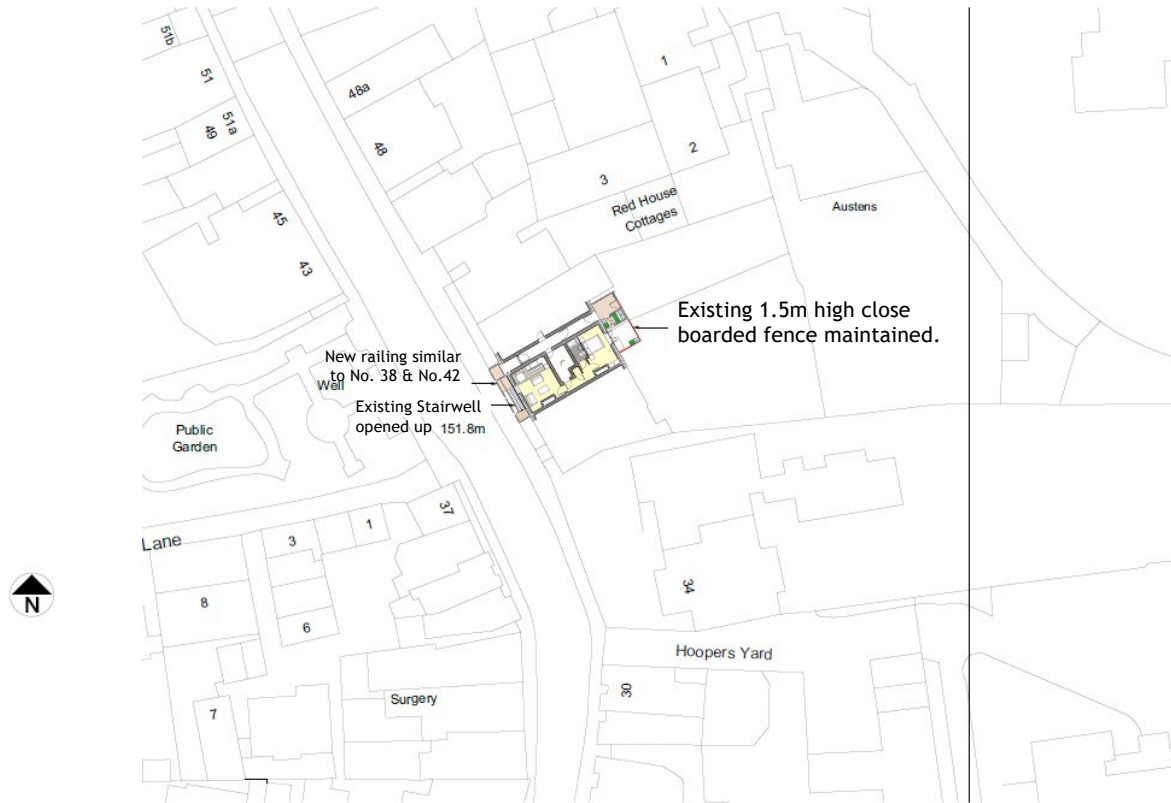 51b
51
51a
49
48a
48
1
2
3
Red House
Cottages
Austens
45
43
Existing 1.5m high close
boarded fence maintained.
New railing similar
to No. 38 & No.42
Well
Existing Stairwell
opened up
151.8m
Public
Garden
Lane
3
1
37
8
6
7
Surgery
34
Hoopers Yard
30
N